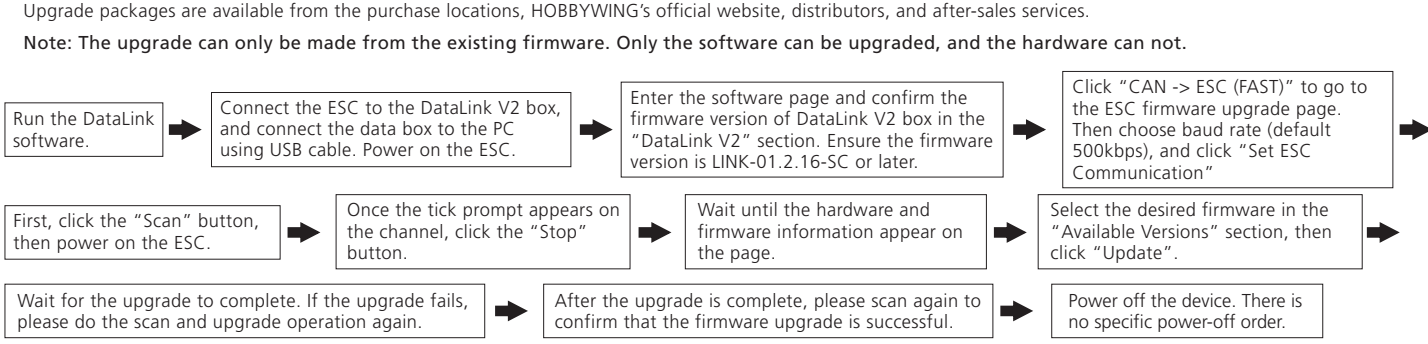 Upgrade packages are available from the purchase locations, HOBBYWING's official website, distributors, and after-sales services.
Note: The upgrade can only be made from the existing firmware. Only the software can be upgraded, and the hardware can not.
Run the DataLink
software.
Connect the ESC to the DataLink V2 box,
and connect the data box to the PC
using USB cable. Power on the ESC.
Enter the software page and confirm the
firmware version of DataLink V2 box in the
"DataLink V2" section. Ensure the firmware
version is LINK-01.2.16-SC or later.
Click "CAN -> ESC (FAST)" to go to
the ESC firmware upgrade page.
Then choose baud rate (default
500kbps), and click "Set ESC
Communication"
First, click the "Scan" button,
then power on the ESC.
Once the tick prompt appears on
the channel, click the "Stop"
button.
Wait until the hardware and
firmware information appear on
the page.
Select the desired firmware in the
"Available Versions" section, then
click "Update".
Wait for the upgrade to complete. If the upgrade fails,
please do the scan and upgrade operation again.
After the upgrade is complete, please scan again to
confirm that the firmware upgrade is successful.
Power off the device. There is
no specific power-off order.